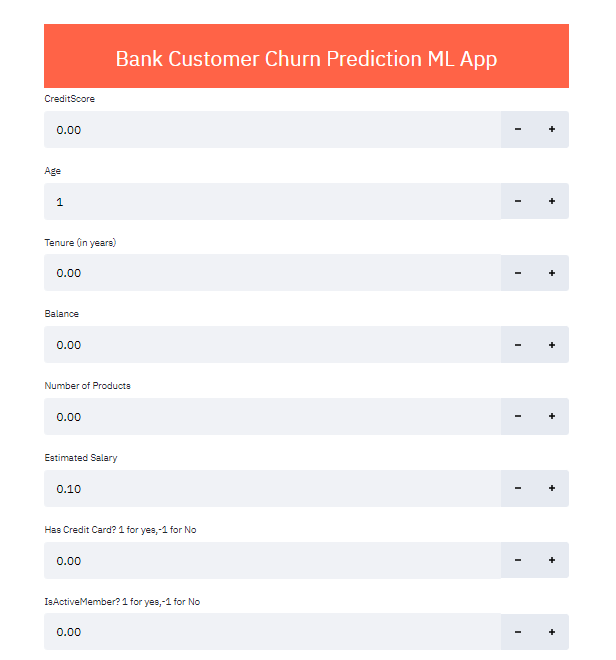 Bank Customer Churn Prediction ML App
CreditScore
0.00 - +
Age
1 - +
Tenure (in years)
0.00 - +
Balance
0.00 - +
Number of Products
0.00 - +
Estimated Salary
0.10 - +
Has Credit Card? 1 for yes,-1 for No
0.00 - +
IsActiveMember? 1 for yes,-1 for No
0.00 - +